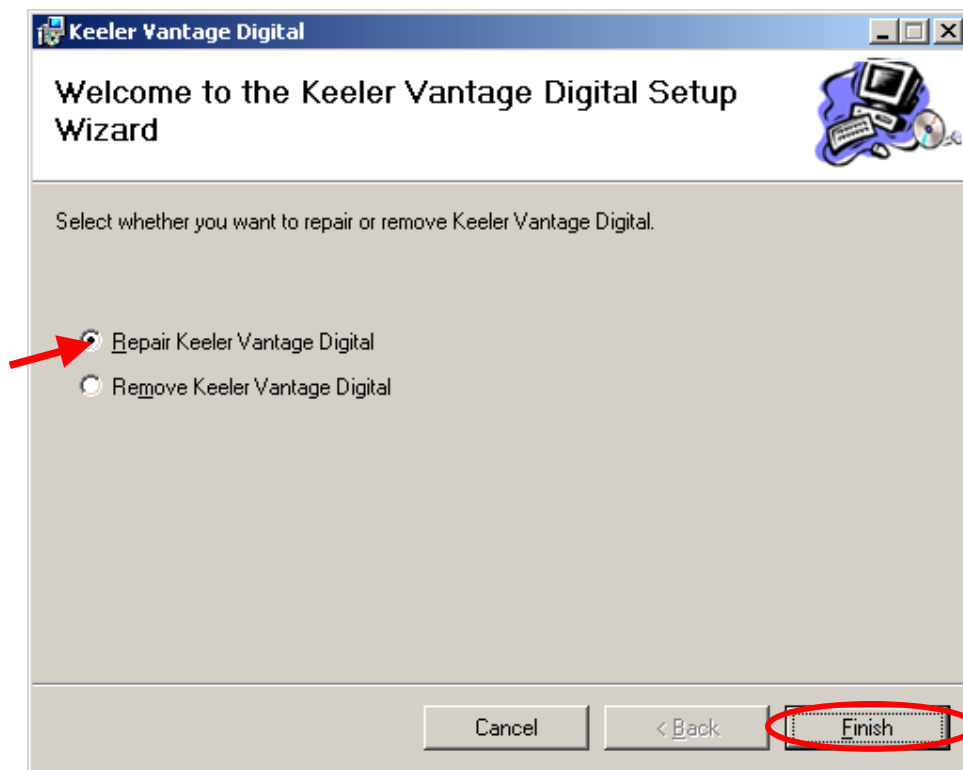 Keeler Vantage Digital
Welcome to the Keeler Vantage Digital Setup
Wizard
Select whether you want to repair or remove Keeler Vantage Digital.
Repair Keeler Vantage Digital
Remove Keeler Vantage Digital
Cancel
< Back
Finish